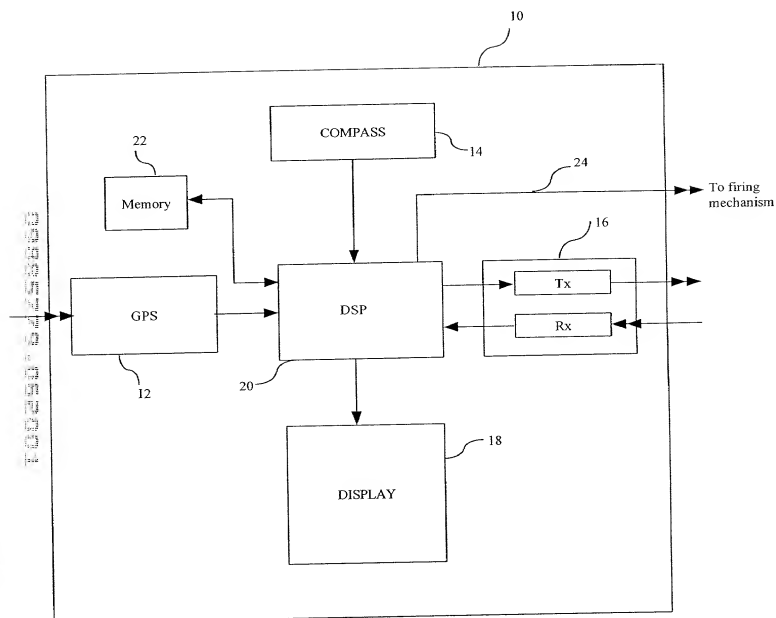 10
COMPASS
14
22
24
Memory
To firing
mechanism
16
Tx
GPS
DSP
Rx
12
20
18
DISPLAY